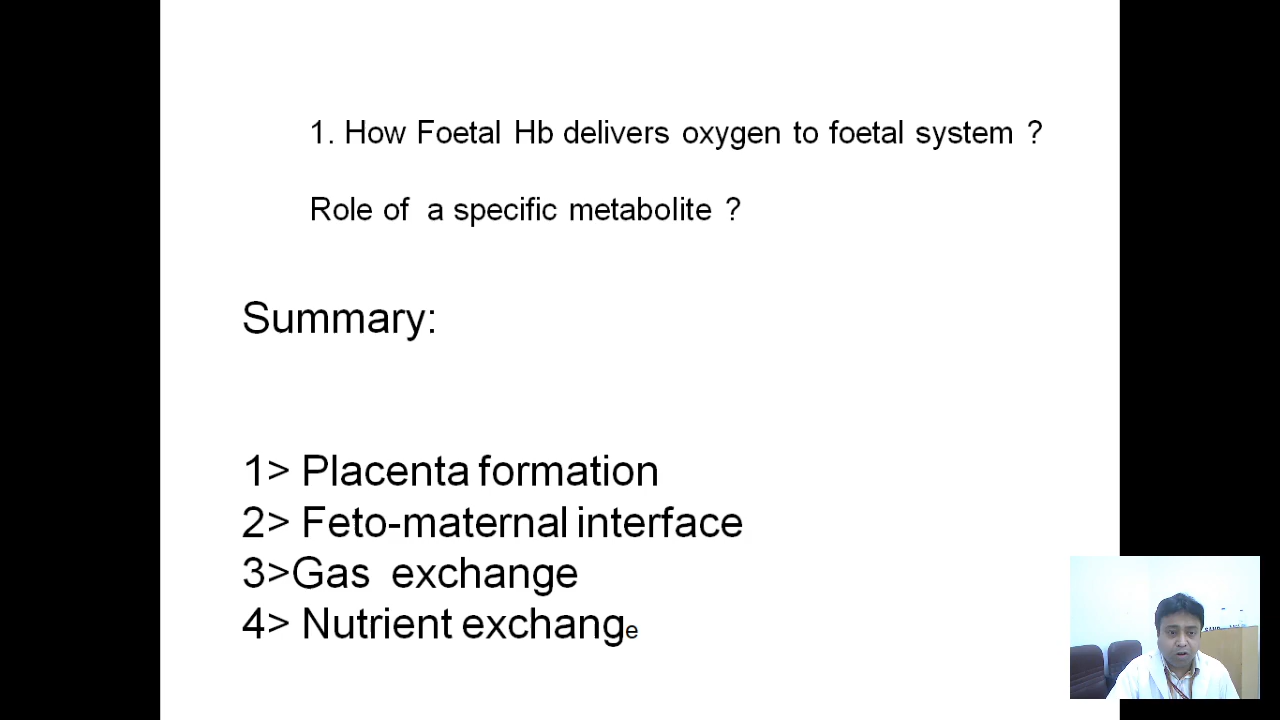 1. How Foetal Hb delivers oxygen to foetal system ?
Role of a specific metabolite ?
Summary:
1> Placenta formation
2> Feto-maternal interface
3>Gas exchange
4> Nutrient exchange